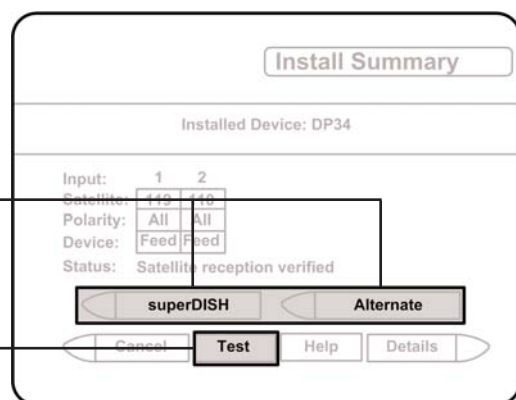 Install Summary
Installed Device: DP34
Input: 1 2
Satellite: 119 110
Polarity: All All
Device: Feed Feed
Status: Satellite reception verified
superDISH Alternate
Cancel Test Help Details